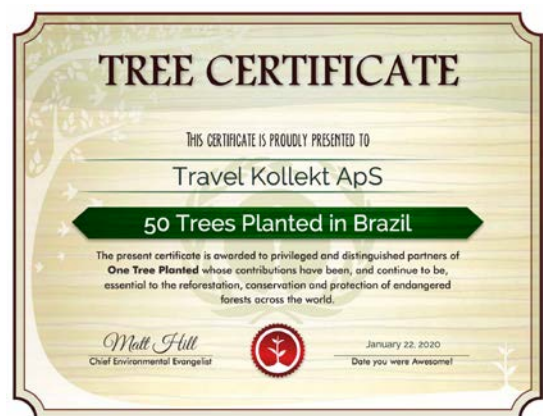 TREE CERTIFICATE
THIS CERTIFICATE IS PROUDLY PRESENTED TO
Travel Kollekt ApS
50 Trees Planted in Brazil
The present certificate is awarded to privileged and distinguished partners of
One Tree Planted whose contributions have been, and continue to be,
essential to the reforestation, conservation and protection of endangered
forests across the world.
Matt Hill
Chief Environmental Evangelist
January 22, 2020
Date you were Awesome!